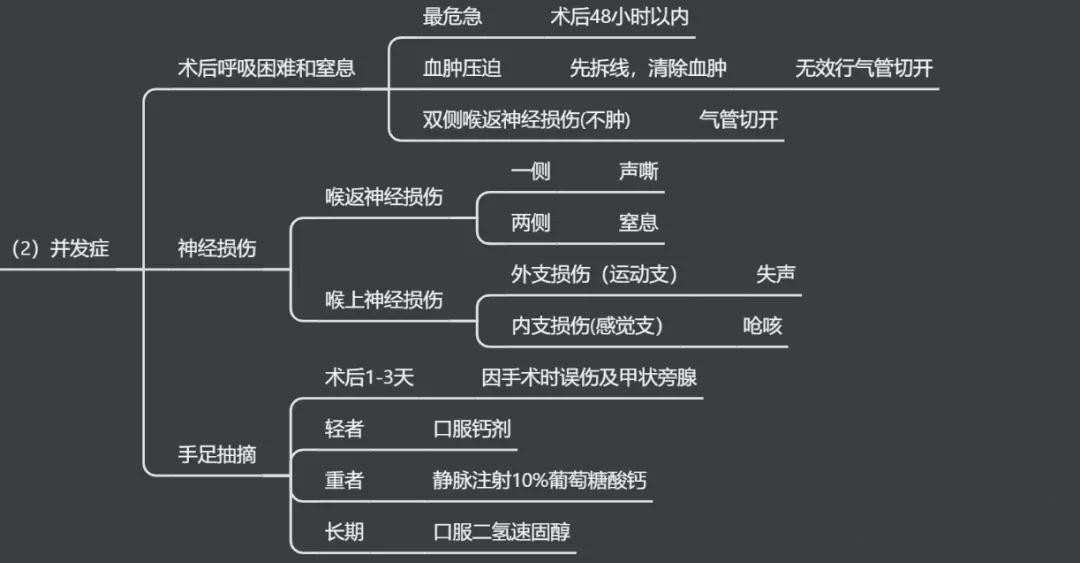 最危急 术后48小时以内
术后呼吸困难和窒息
血肿压迫 先拆线，清除血肿 无效行气管切开
双侧喉返神经损伤(不肿) 气管切开
一侧 声嘶
喉返神经损伤
两侧 窒息
（2）并发症
神经损伤
外支损伤（运动支） 失声
喉上神经损伤
内支损伤(感觉支) 呛咳
术后1-3天 因手术时误伤及甲状旁腺
轻者 口服钙剂
手足抽摘
重者 静脉注射10%葡萄糖酸钙
长期 口服二氢速固醇